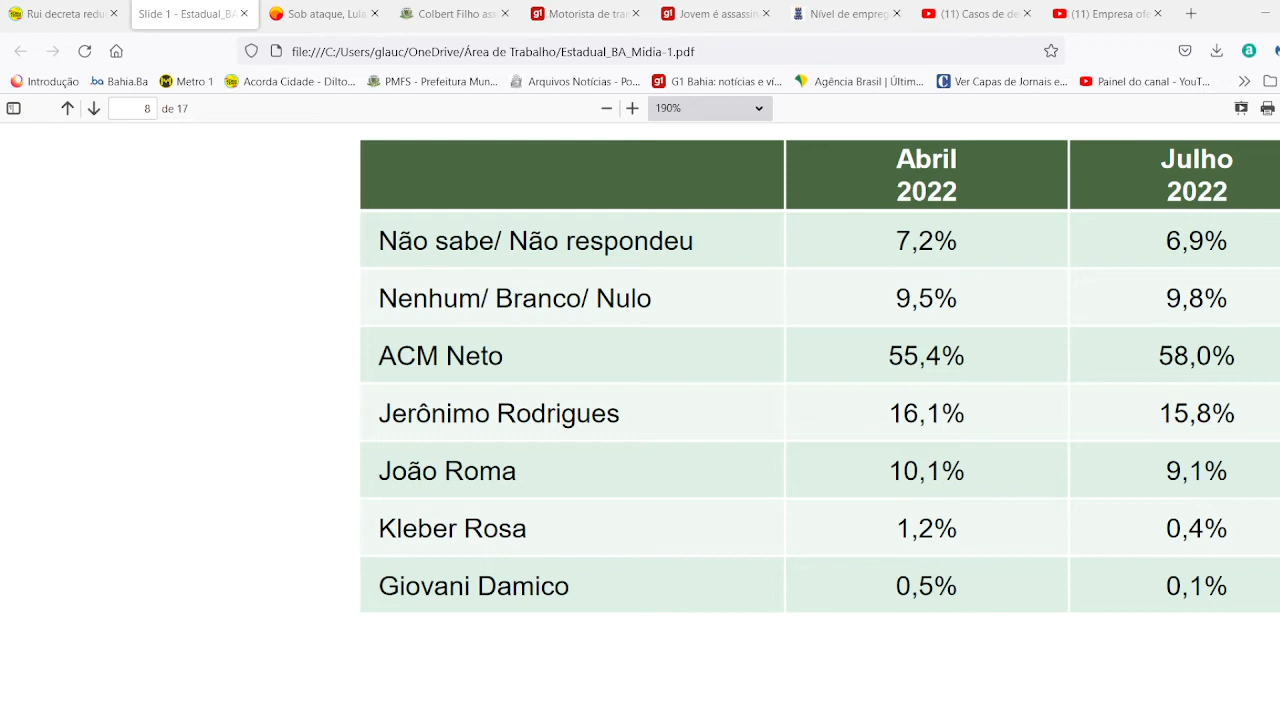 Rui decreta redu
Slide 1 - Estadual_BA
Sob ataque, Lula
Colbert Filho ass
Motorista de tra
Jovem é assassin
Nível de empreg
(11) Casos de de
(11) Empresa ofe
file:///C:/Users/glauc/OneDrive/Área de Trabalho/Estadual_BA_Midia-1.pdf
Introdução
ba Bahia.Ba
Metro 1
Acorda Cidade - Dilto...
PMFS - Prefeitura Mun...
Arquivos Notícias - Po...
g1 G1 Bahia: notícias e ví...
Agência Brasil | Últim...
Ver Capas de Jornais e...
Painel do canal - YouT...
8 de 17
190%
Abril 2022 Julho 2022
Não sabe/ Não respondeu 7,2% 6,9%
Nenhum/ Branco/ Nulo 9,5% 9,8%
ACM Neto 55,4% 58,0%
Jerônimo Rodrigues 16,1% 15,8%
João Roma 10,1% 9,1%
Kleber Rosa 1,2% 0,4%
Giovani Damico 0,5% 0,1%